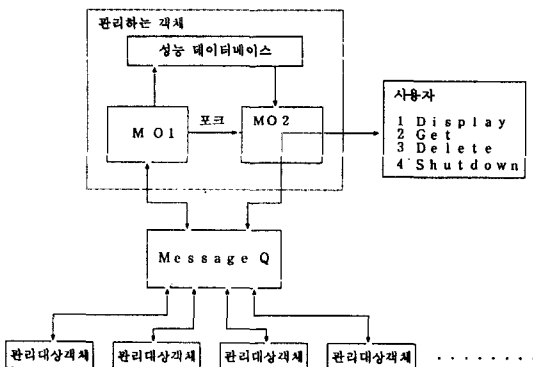 관리하는 객체
성능 데이터베이스
MO1
포크
MO2
사용자
1 Display
2 Get
3 Delete
4 Shutdown
Message Q
관리대상객체
관리대상객체
관리대상객체
관리대상객체
. . . . . . .